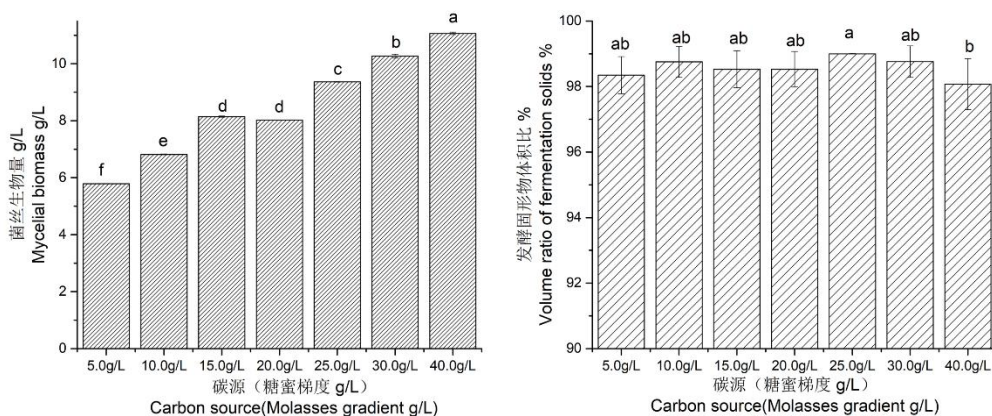 菌丝生物量 g/L
Mycelial biomass g/L
10
8
6
4
2
0
f
e
d
d
c
b
a
5.0g/L 10.0g/L 15.0g/L 20.0g/L 25.0g/L 30.0g/L 40.0g/L
碳源（糖蜜梯度 g/L）
Carbon source(Molasses gradient g/L)
发酵固形物体积比 %
Volume ratio of fermentation solids %
100
98
96
94
92
90
ab
ab
ab
ab
a
ab
b
5.0g/L 10.0g/L 15.0g/L 20.0g/L 25.0g/L 30.0g/L 40.0g/L
碳源（糖蜜梯度 g/L）
Carbon source(Molasses gradient g/L)